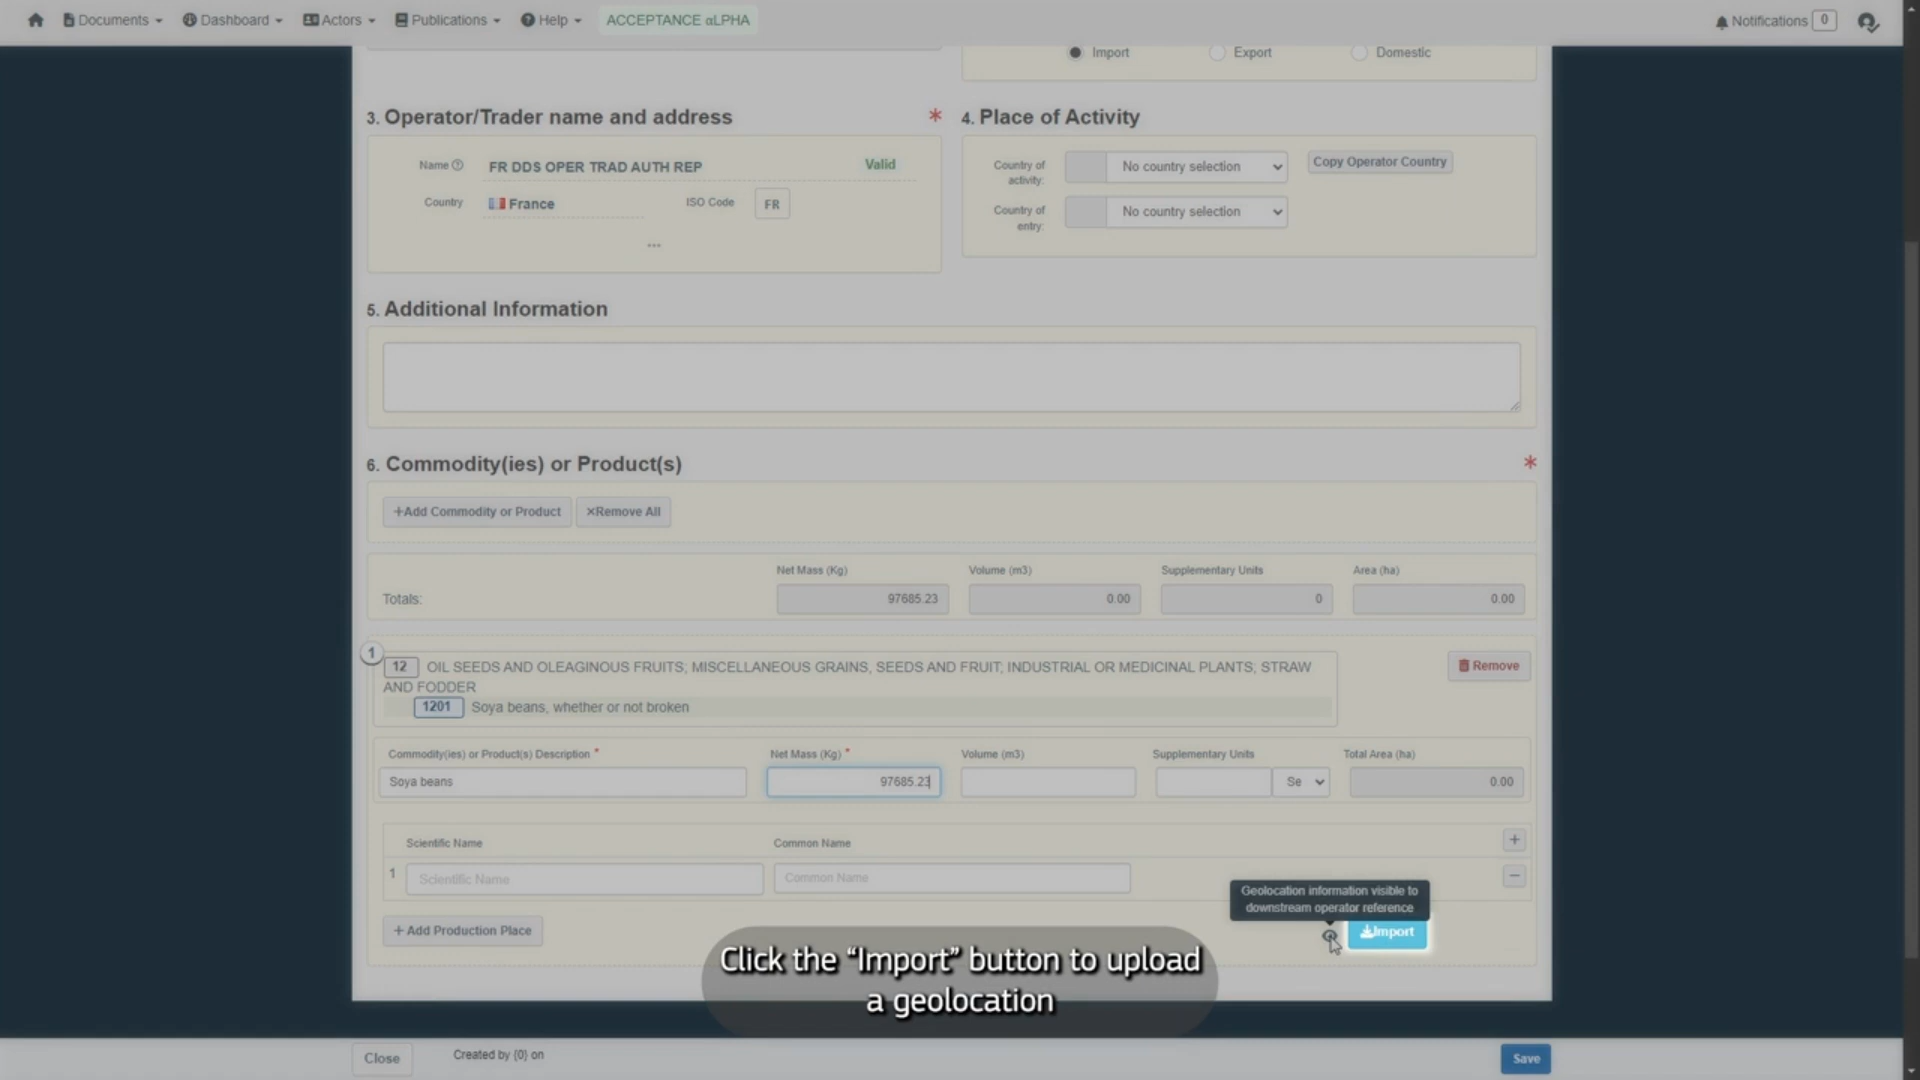 Documents
Dashboard
Actors
Publications
Help
ACCEPTANCE αLPHA
Notifications 0
Import
Export
Domestic
3. Operator/Trader name and address *
Name
FR DDS OPER TRAD AUTH REP
Valid
Country
France
ISO Code
FR
...
4. Place of Activity
Country of
activity:
No country selection
Copy Operator Country
Country of
entry:
No country selection
5. Additional Information
6. Commodity(ies) or Product(s) *
+Add Commodity or Product
×Remove All
Net Mass (Kg)
Volume (m3)
Supplementary Units
Area (ha)
Totals:
97685.23
0.00
0
0.00
1
12 OIL SEEDS AND OLEAGINOUS FRUITS; MISCELLANEOUS GRAINS, SEEDS AND FRUIT; INDUSTRIAL OR MEDICINAL PLANTS; STRAW
AND FODDER
Remove
1201 Soya beans, whether or not broken
Commodity(ies) or Product(s) Description *
Net Mass (Kg) *
Volume (m3)
Supplementary Units
Total Area (ha)
Soya beans
97685.23
Se
0.00
Scientific Name
Common Name
+
1
Scientific Name
Common Name
−
Geolocation information visible to
downstream operator reference
+ Add Production Place
Import
Click the “Import” button to upload
a geolocation
Close
Created by {0} on
Save